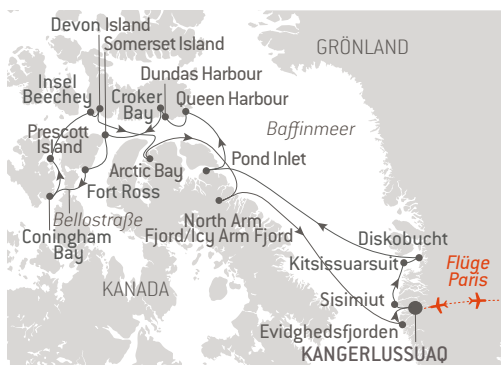 Devon Island
Somerset Island
GRÖNLAND
Dundas Harbour
Insel
Beechey
Croker
Bay
Queen Harbour
Baffinmeer
Prescott
Island
Pond Inlet
Arctic Bay
Fort Ross
Bellostraße
North Arm
Fjord/Icy Arm Fjord
Coningham
Bay
Diskobucht
Kitsissuarsuit
Flüge
Paris
KANADA
Sisimiut
Evidghedsfjorden
KANGERLUSSUAQ